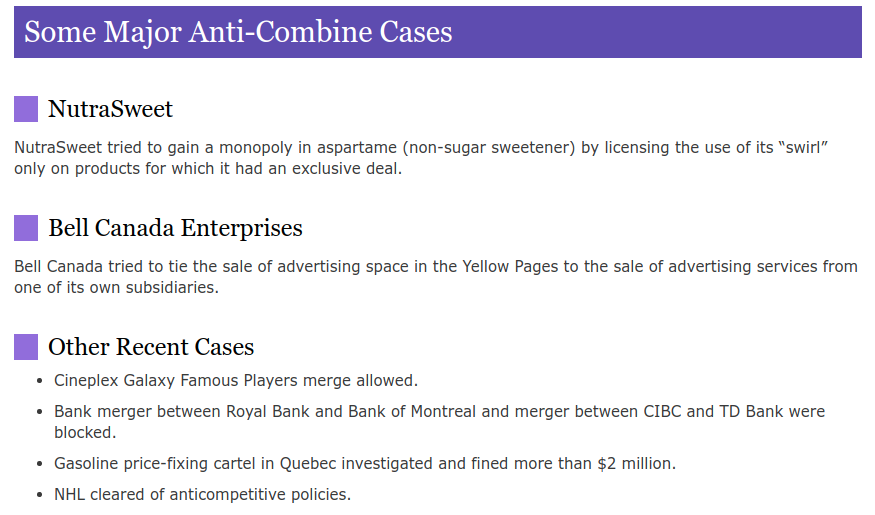 Some Major Anti-Combine Cases
NutraSweet
NutraSweet tried to gain a monopoly in aspartame (non-sugar sweetener) by licensing the use of its “swirl”
only on products for which it had an exclusive deal.
Bell Canada Enterprises
Bell Canada tried to tie the sale of advertising space in the Yellow Pages to the sale of advertising services from
one of its own subsidiaries.
Other Recent Cases
• Cineplex Galaxy Famous Players merge allowed.
• Bank merger between Royal Bank and Bank of Montreal and merger between CIBC and TD Bank were
blocked.
• Gasoline price-fixing cartel in Quebec investigated and fined more than $2 million.
• NHL cleared of anticompetitive policies.